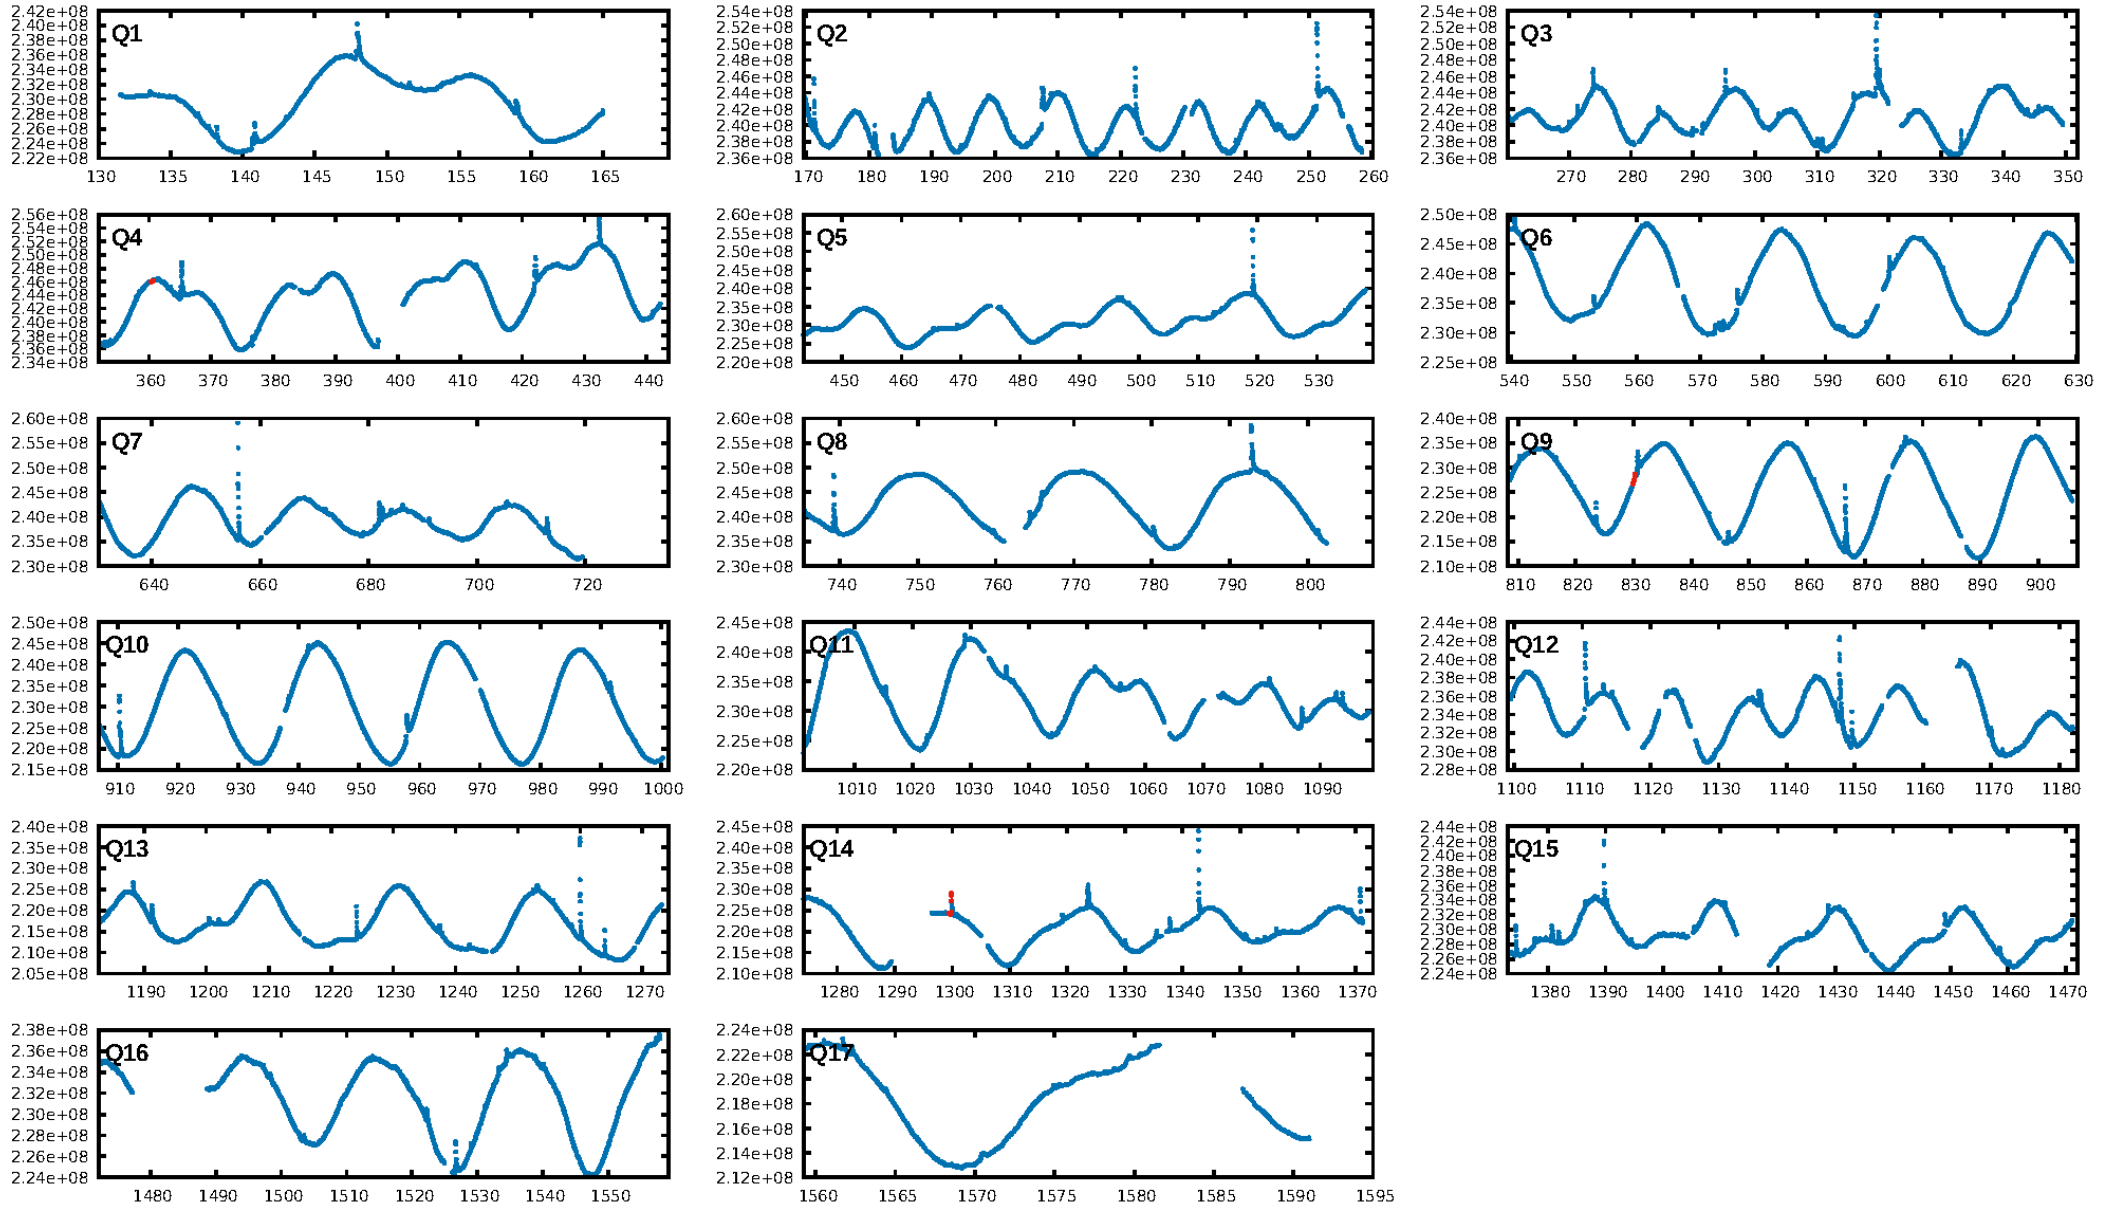 2.42e+08
2.40e+08
2.38e+08
2.36e+08
2.34e+08
2.32e+08
2.30e+08
2.28e+08
2.26e+08
2.24e+08
2.22e+08
Q1
130 135 140 145 150 155 160 165
2.54e+08
2.52e+08
2.50e+08
2.48e+08
2.46e+08
2.44e+08
2.42e+08
2.40e+08
2.38e+08
2.36e+08
Q2
170 180 190 200 210 220 230 240 250 260
2.54e+08
2.52e+08
2.50e+08
2.48e+08
2.46e+08
2.44e+08
2.42e+08
2.40e+08
2.38e+08
2.36e+08
Q3
270 280 290 300 310 320 330 340 350
2.56e+08
2.54e+08
2.52e+08
2.50e+08
2.48e+08
2.46e+08
2.44e+08
2.42e+08
2.40e+08
2.38e+08
2.36e+08
2.34e+08
Q4
360 370 380 390 400 410 420 430 440
2.60e+08
2.55e+08
2.50e+08
2.45e+08
2.40e+08
2.35e+08
2.30e+08
2.25e+08
2.20e+08
Q5
450 460 470 480 490 500 510 520 530
2.50e+08
2.45e+08
2.40e+08
2.35e+08
2.30e+08
2.25e+08
Q6
540 550 560 570 580 590 600 610 620 630
2.60e+08
2.55e+08
2.50e+08
2.45e+08
2.40e+08
2.35e+08
2.30e+08
Q7
640 660 680 700 720
2.60e+08
2.55e+08
2.50e+08
2.45e+08
2.40e+08
2.35e+08
2.30e+08
Q8
740 750 760 770 780 790 800
2.40e+08
2.35e+08
2.30e+08
2.25e+08
2.20e+08
2.15e+08
2.10e+08
Q9
810 820 830 840 850 860 870 880 890 900
2.50e+08
2.45e+08
2.40e+08
2.35e+08
2.30e+08
2.25e+08
2.20e+08
2.15e+08
Q10
910 920 930 940 950 960 970 980 990 1000
2.45e+08
2.40e+08
2.35e+08
2.30e+08
2.25e+08
2.20e+08
Q11
1010 1020 1030 1040 1050 1060 1070 1080 1090
2.44e+08
2.42e+08
2.40e+08
2.38e+08
2.36e+08
2.34e+08
2.32e+08
2.30e+08
2.28e+08
Q12
1100 1110 1120 1130 1140 1150 1160 1170 1180
2.40e+08
2.35e+08
2.30e+08
2.25e+08
2.20e+08
2.15e+08
2.10e+08
2.05e+08
Q13
1190 1200 1210 1220 1230 1240 1250 1260 1270
2.45e+08
2.40e+08
2.35e+08
2.30e+08
2.25e+08
2.20e+08
2.15e+08
2.10e+08
Q14
1280 1290 1300 1310 1320 1330 1340 1350 1360 1370
2.44e+08
2.42e+08
2.40e+08
2.38e+08
2.36e+08
2.34e+08
2.32e+08
2.30e+08
2.28e+08
2.26e+08
2.24e+08
Q15
1380 1390 1400 1410 1420 1430 1440 1450 1460 1470
2.38e+08
2.36e+08
2.34e+08
2.32e+08
2.30e+08
2.28e+08
2.26e+08
2.24e+08
Q16
1480 1490 1500 1510 1520 1530 1540 1550
2.24e+08
2.22e+08
2.20e+08
2.18e+08
2.16e+08
2.14e+08
2.12e+08
Q17
1560 1565 1570 1575 1580 1585 1590 1595